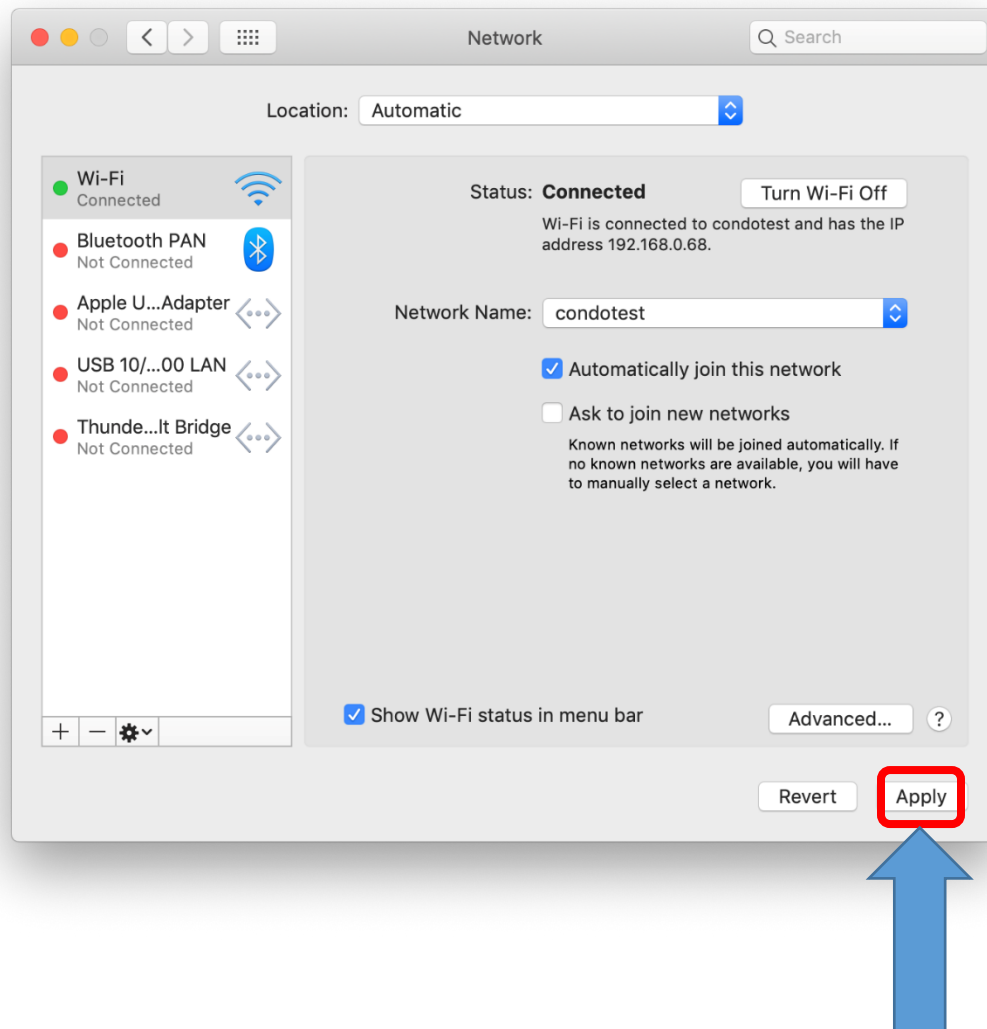 Network
Search
Location: Automatic
Wi-Fi
Connected
Bluetooth PAN
Not Connected
Apple U...Adapter
Not Connected
USB 10/...00 LAN
Not Connected
Thunde...lt Bridge
Not Connected
Status: Connected
Turn Wi-Fi Off
Wi-Fi is connected to condotest and has the IP
address 192.168.0.68.
Network Name: condotest
Automatically join this network
Ask to join new networks
Known networks will be joined automatically. If
no known networks are available, you will have
to manually select a network.
Show Wi-Fi status in menu bar
Advanced...
?
Revert
Apply